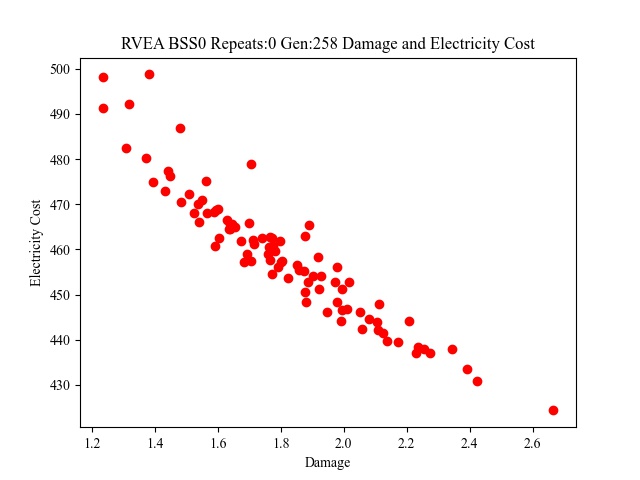 RVEA BSS0 Repeats:0 Gen:258 Damage and Electricity Cost
500
490
480
470
460
450
440
430
Electricity Cost
1.2 1.4 1.6 1.8 2.0 2.2 2.4 2.6
Damage